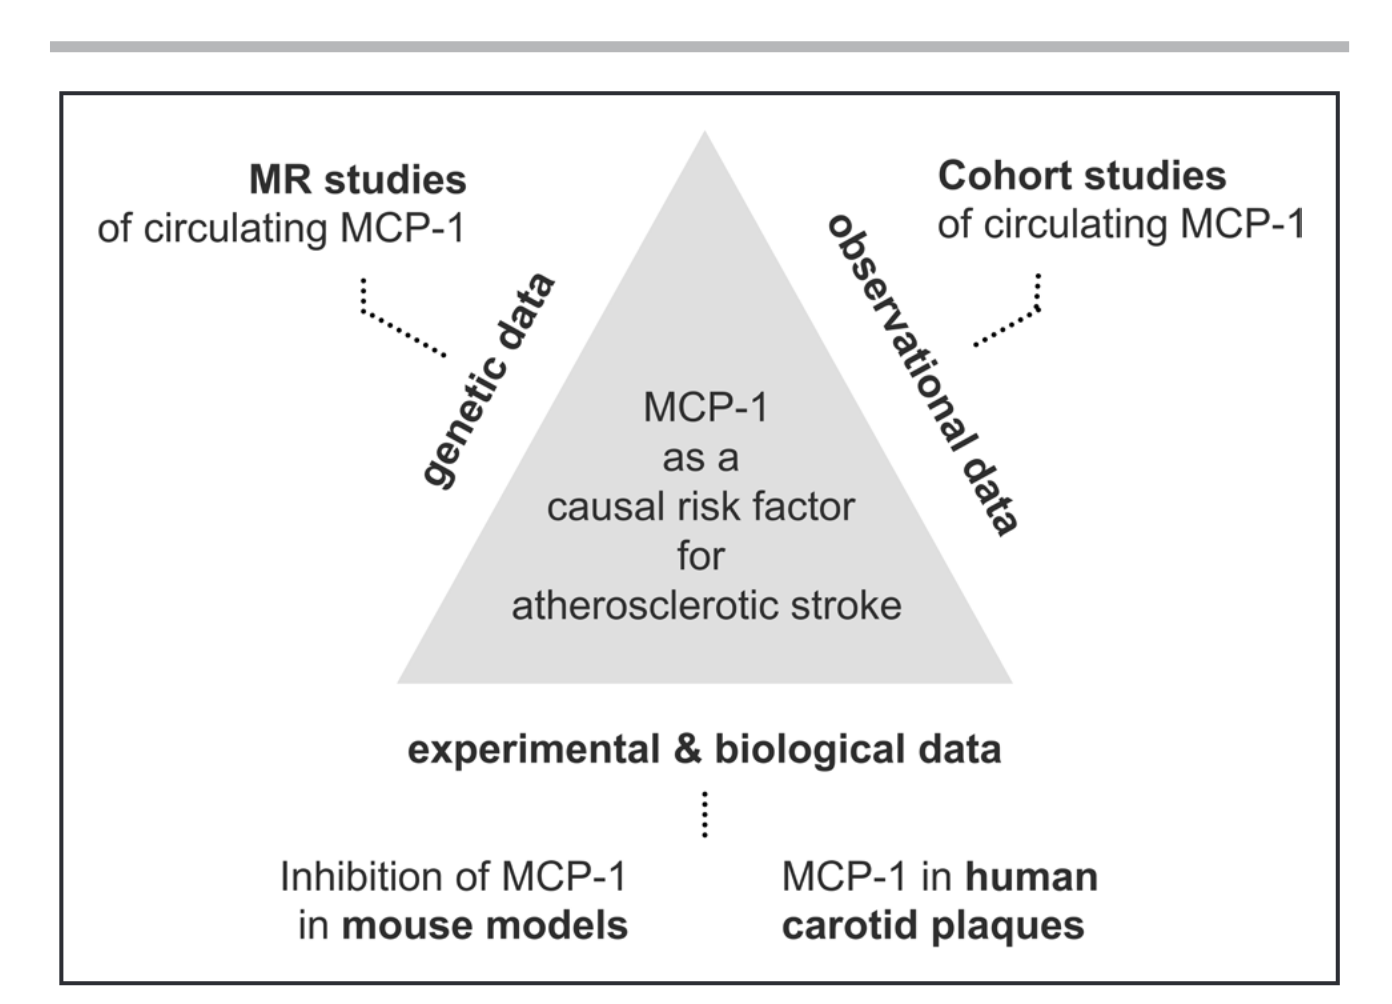 MR studies
of circulating MCP-1
Cohort studies
of circulating MCP-1
genetic data
observational data
MCP-1
as a
causal risk factor
for
atherosclerotic stroke
experimental & biological data
Inhibition of MCP-1
in mouse models
MCP-1 in human
carotid plaques